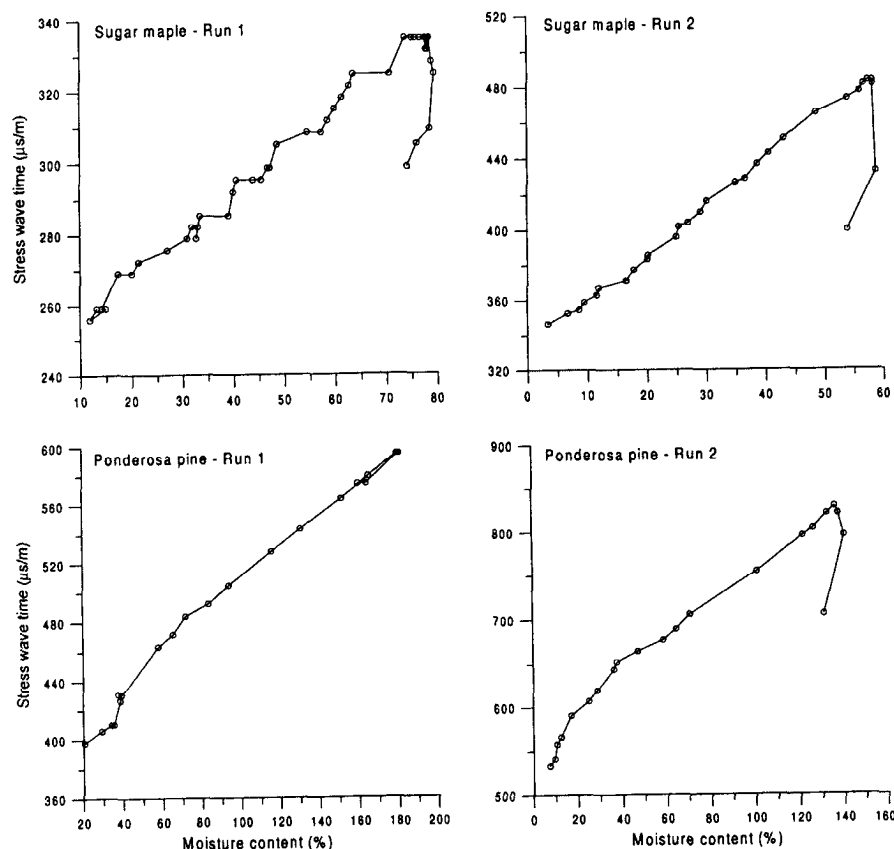 Sugar maple - Run 1
Stress wave time (µs/m)
340
320
300
280
260
240
10 20 30 40 50 60 70 80
Sugar maple - Run 2
520
480
440
400
360
320
0 10 20 30 40 50 60
Ponderosa pine - Run 1
Stress wave time (µs/m)
600
560
520
480
440
400
360
20 40 60 80 100 120 140 160 180 200
Moisture content (%)
Ponderosa pine - Run 2
900
800
700
600
500
0 20 40 60 80 100 120 140 160
Moisture content (%)